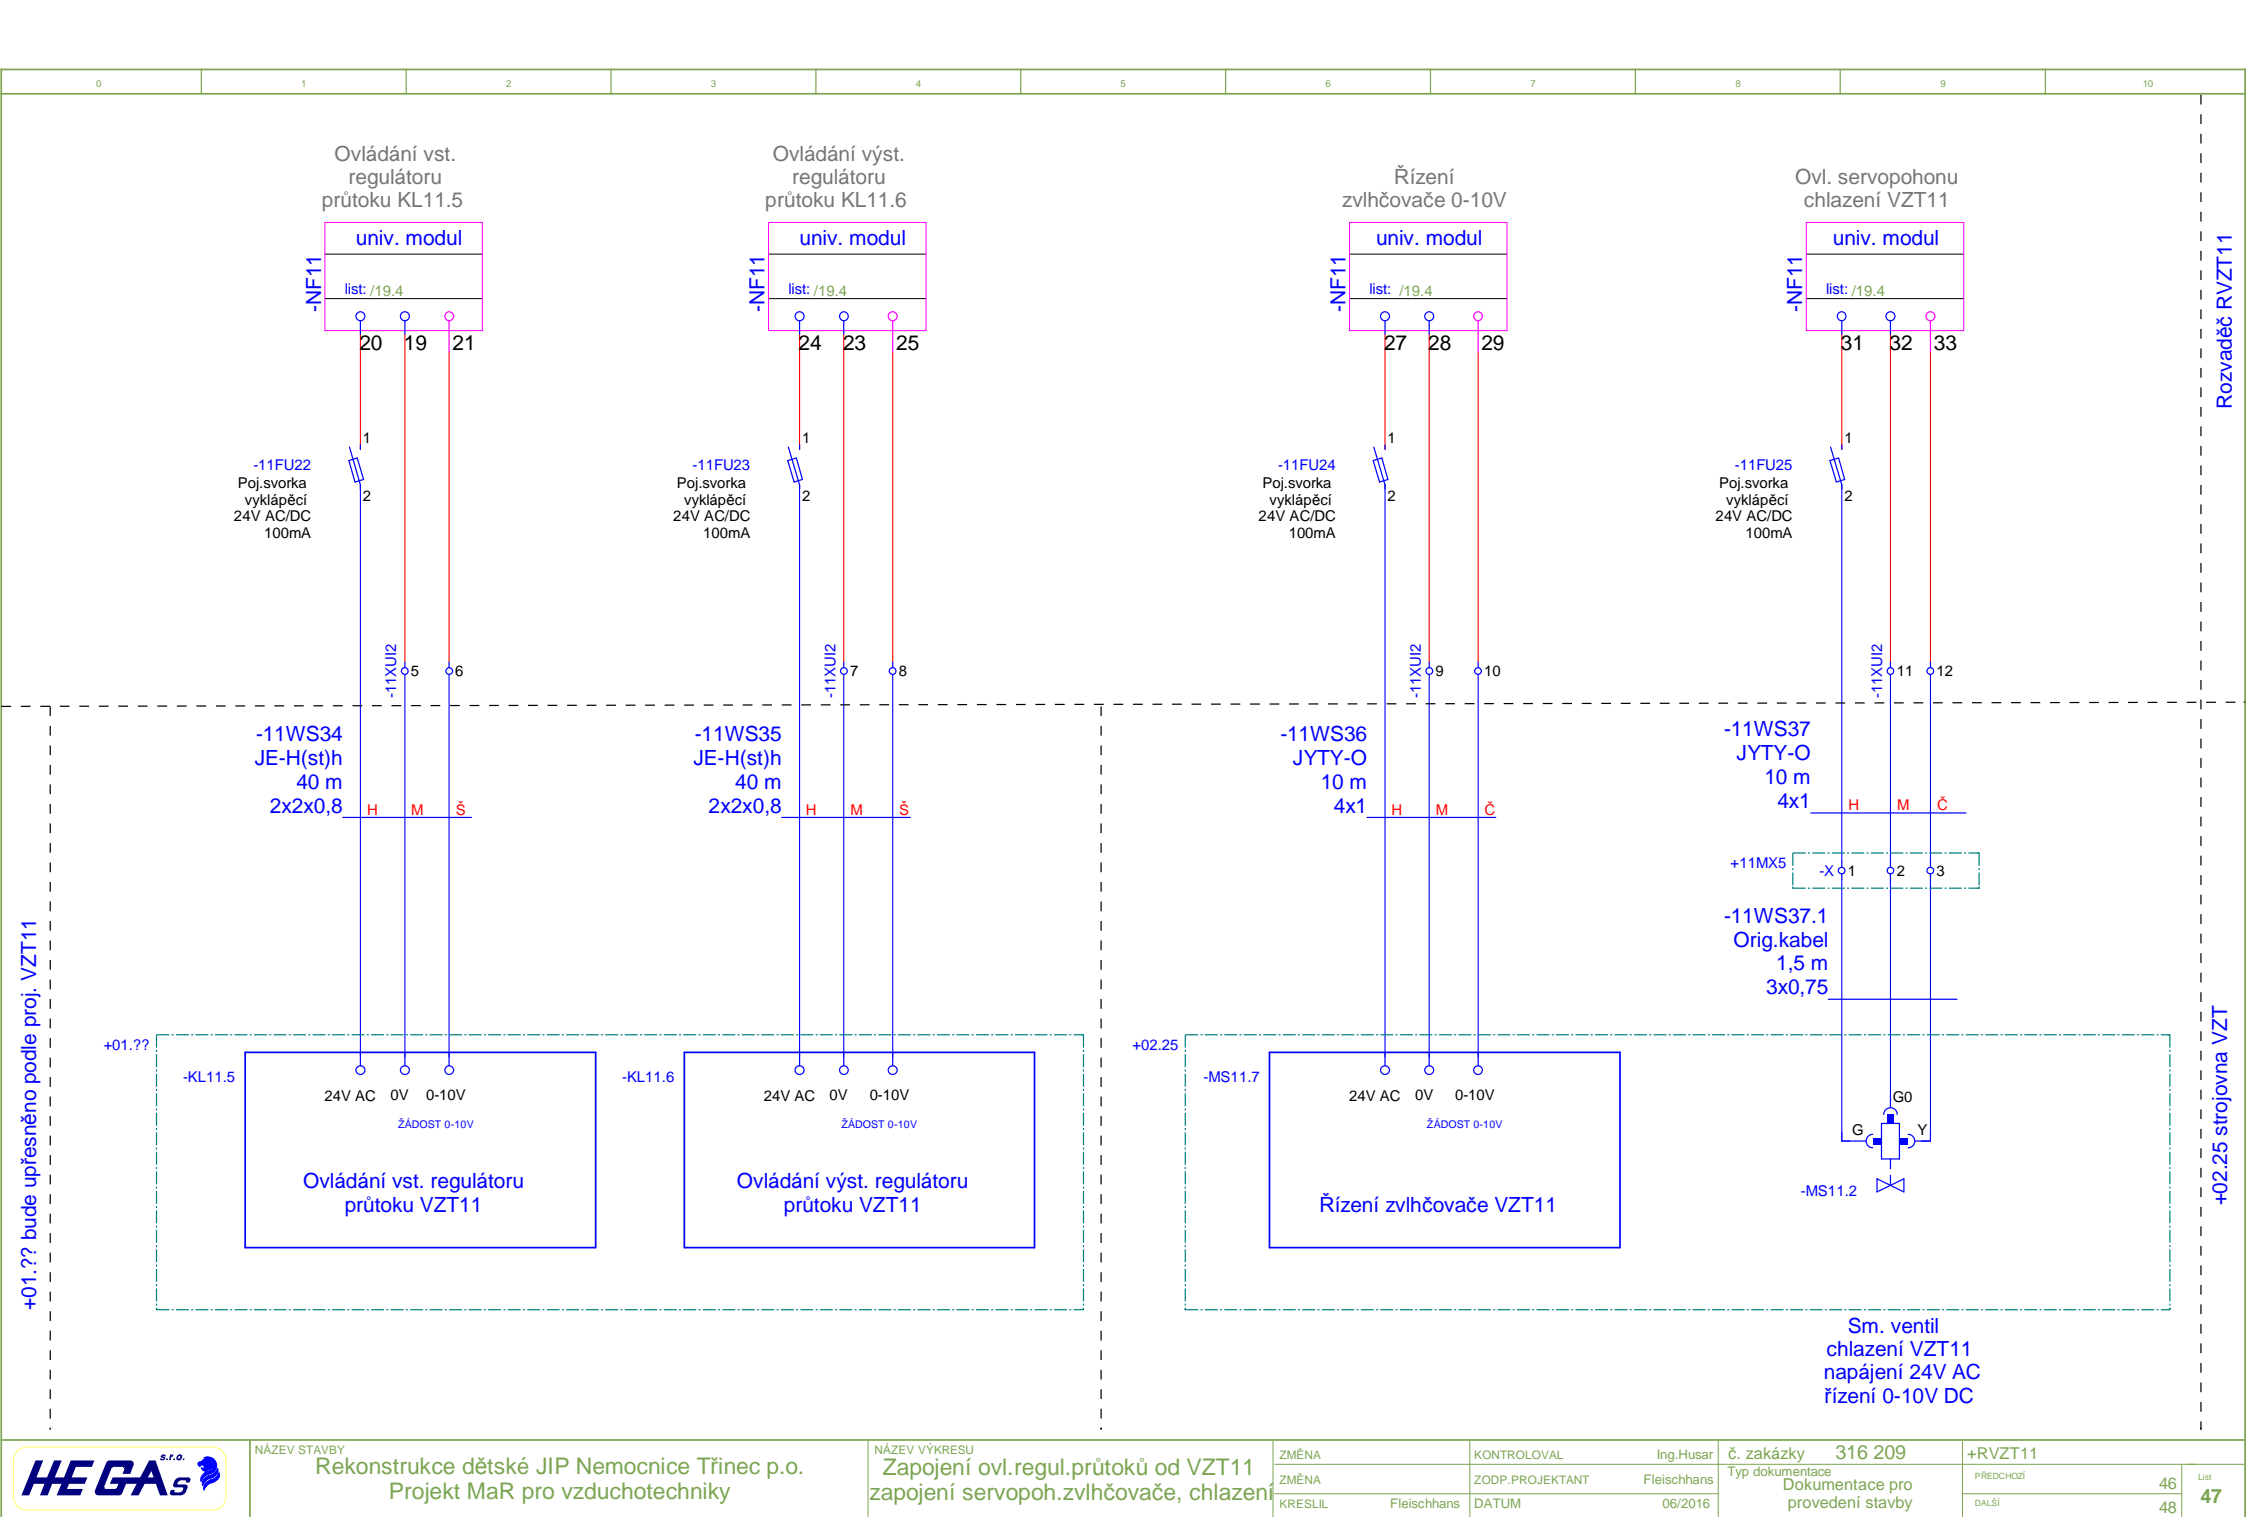 0 1 2 3 4 5 6 7 8 9 10
Ovládání vst.
regulátoru
průtoku KL11.5
univ. modul
-NF11
list: /19.4
20 19 21
1
-11FU22
Poj.svorka
vyklápěcí
24V AC/DC
100mA
2
-11XUI2
5 6
-11WS34
JE-H(st)h
40 m
2x2x0,8
H M Š
+01.??
-KL11.5
24V AC 0V 0-10V
ŽÁDOST 0-10V
Ovládání vst. regulátoru
průtoku VZT11
Ovládání výst.
regulátoru
průtoku KL11.6
univ. modul
-NF11
list: /19.4
24 23 25
1
-11FU23
Poj.svorka
vyklápěcí
24V AC/DC
100mA
2
-11XUI2
7 8
-11WS35
JE-H(st)h
40 m
2x2x0,8
H M Š
-KL11.6
24V AC 0V 0-10V
ŽÁDOST 0-10V
Ovládání výst. regulátoru
průtoku VZT11
Řízení
zvlhčovače 0-10V
univ. modul
-NF11
list: /19.4
27 28 29
1
-11FU24
Poj.svorka
vyklápěcí
24V AC/DC
100mA
2
-11XUI2
9 10
-11WS36
JYTY-O
10 m
4x1
H M Č
+02.25
-MS11.7
24V AC 0V 0-10V
ŽÁDOST 0-10V
Řízení zvlhčovače VZT11
Ovl. servopohonu
chlazení VZT11
univ. modul
-NF11
list: /19.4
31 32 33
1
-11FU25
Poj.svorka
vyklápěcí
24V AC/DC
100mA
2
-11XUI2
11 12
-11WS37
JYTY-O
10 m
4x1
H M Č
+11MX5
-X 1 2 3
-11WS37.1
Orig.kabel
1,5 m
3x0,75
G0
G Y
-MS11.2
Sm. ventil
chlazení VZT11
napájení 24V AC
řízení 0-10V DC
Rozvaděč RVZT11
+02.25 strojovna VZT
+01.?? bude upřesněno podle proj. VZT11
HEGAs s.r.o.
NÁZEV STAVBY
Rekonstrukce dětské JIP Nemocnice Třinec p.o.
Projekt MaR pro vzduchotechniky
NÁZEV VÝKRESU
Zapojení ovl.regul.průtoků od VZT11
zapojení servopoh.zvlhčovače, chlazení
ZMĚNA
ZMĚNA
KRESLIL Fleischhans
KONTROLOVAL Ing.Husar
ZODP.PROJEKTANT Fleischhans
DATUM 06/2016
č. zakázky 316 209
Typ dokumentace
Dokumentace pro
provedení stavby
+RVZT11
PŘEDCHOZÍ 46
DALŠÍ 48
List
47